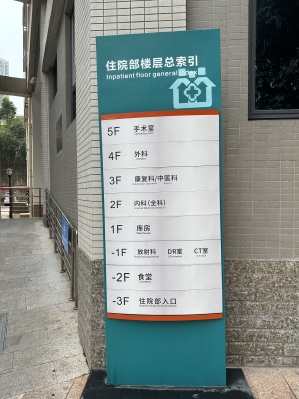 住院部楼层总索引
Inpatient floor general index
5F 手术室
4F 外科
3F 康复科/中医科
2F 内科(全科)
1F 库房
-1F 放射科 DR室 CT室
-2F 食堂
-3F 住院部入口